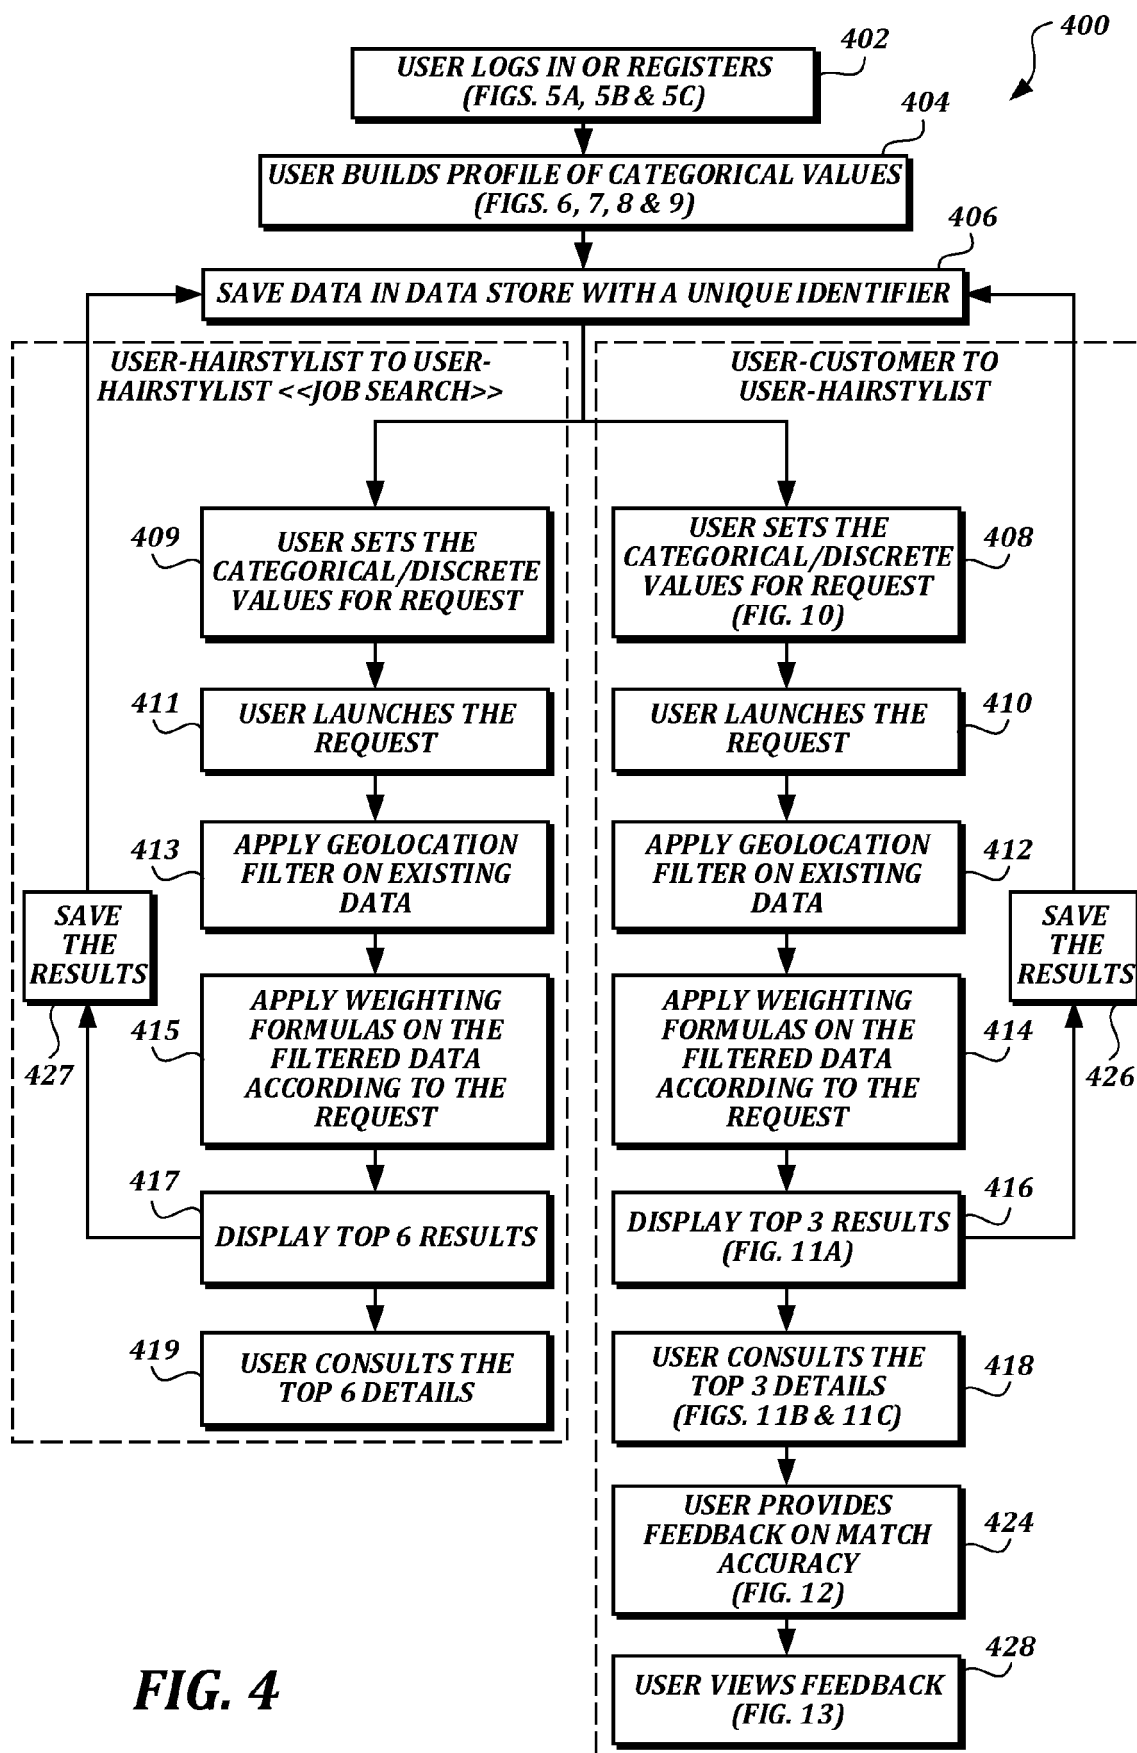 400
402
USER LOGS IN OR REGISTERS
(FIGS. 5A, 5B & 5C)
404
USER BUILDS PROFILE OF CATEGORICAL VALUES
(FIGS. 6, 7, 8 & 9)
406
SAVE DATA IN DATA STORE WITH A UNIQUE IDENTIFIER
USER-HAIRSTYLIST TO USER-
HAIRSTYLIST <<JOB SEARCH>>
409
USER SETS THE
CATEGORICAL/DISCRETE
VALUES FOR REQUEST
411
USER LAUNCHES THE
REQUEST
413
APPLY GEOLOCATION
FILTER ON EXISTING
DATA
SAVE
THE
RESULTS
427
415
APPLY WEIGHTING
FORMULAS ON THE
FILTERED DATA
ACCORDING TO THE
REQUEST
417
DISPLAY TOP 6 RESULTS
419
USER CONSULTS THE
TOP 6 DETAILS
USER-CUSTOMER TO
USER-HAIRSTYLIST
USER SETS THE
CATEGORICAL/DISCRETE
VALUES FOR REQUEST
(FIG. 10)
408
USER LAUNCHES THE
REQUEST
410
APPLY GEOLOCATION
FILTER ON EXISTING
DATA
412
SAVE
THE
RESULTS
426
APPLY WEIGHTING
FORMULAS ON THE
FILTERED DATA
ACCORDING TO THE
REQUEST
414
DISPLAY TOP 3 RESULTS
(FIG. 11A)
416
USER CONSULTS THE
TOP 3 DETAILS
(FIGS. 11B & 11C)
418
USER PROVIDES
FEEDBACK ON MATCH
ACCURACY
(FIG. 12)
424
USER VIEWS FEEDBACK
(FIG. 13)
428
FIG. 4